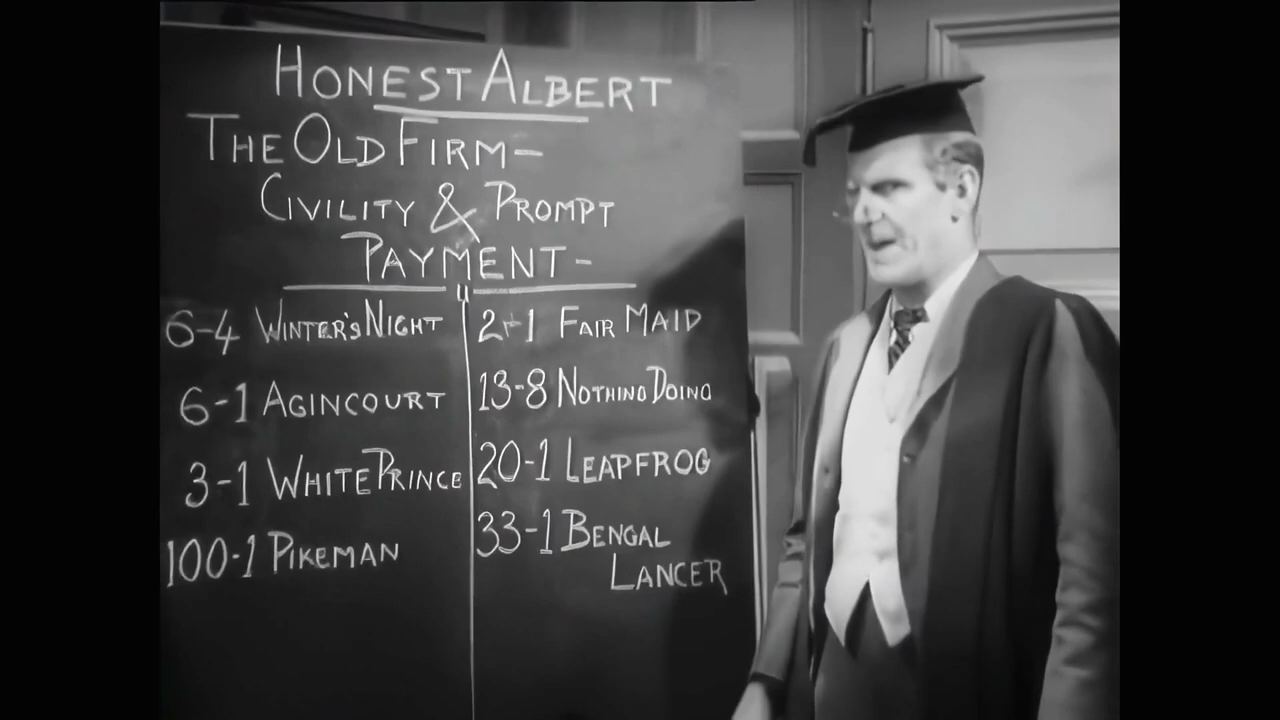 HONEST ALBERT
THE OLD FIRM-
CIVILITY & PROMPT
PAYMENT-
6-4 WINTER'S NIGHT
6-1 AGINCOURT
3-1 WHITE PRINCE
100-1 PIKEMAN
2-1 FAIR MAID
13-8 NOTHING DOING
20-1 LEAPFROG
33-1 BENGAL
LANCER